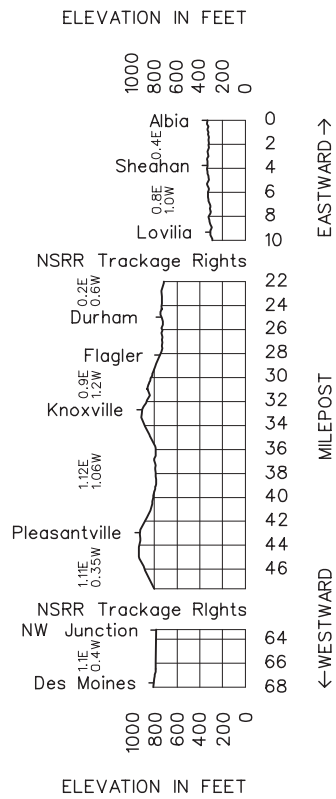 ELEVATION IN FEET
1000
800
600
400
200
0
Albia
0
0.4E
2
Sheahan
4
0.8E
1.0W
6
8
Lovilia
10
EASTWARD →
NSRR Trackage Rights
22
0.2E
0.6W
24
Durham
26
Flagler
28
30
0.9E
1.2W
32
Knoxville
34
36
1.12E
1.06W
38
40
42
Pleasantville
44
1.11E
0.35W
46
MILEPOST
NSRR Trackage RIghts
NW Junction
64
1.1E
0.4W
66
Des Moines
68
←WESTWARD
1000
800
600
400
200
0
ELEVATION IN FEET